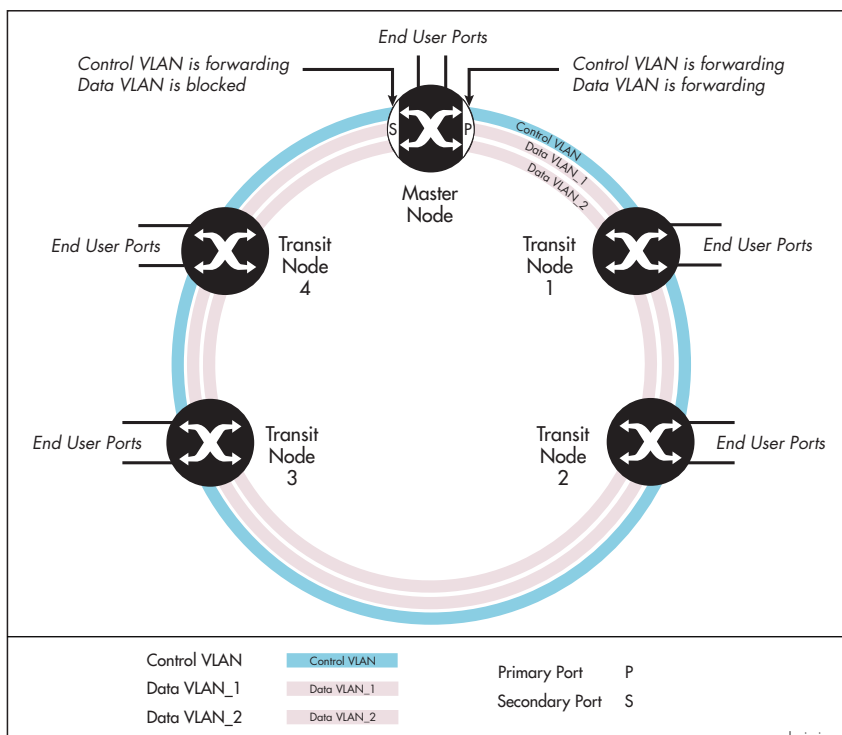 End User Ports
Control VLAN is forwarding
Data VLAN is blocked
Control VLAN is forwarding
Data VLAN is forwarding
S
P
Control VLAN
Data VLAN_1
Data VLAN_2
Master
Node
End User Ports
Transit
Node
4
Transit
Node
1
End User Ports
End User Ports
Transit
Node
3
Transit
Node
2
End User Ports
Control VLAN
Control VLAN
Primary Port P
Data VLAN_1
Data VLAN_1
Secondary Port S
Data VLAN_2
Data VLAN_2